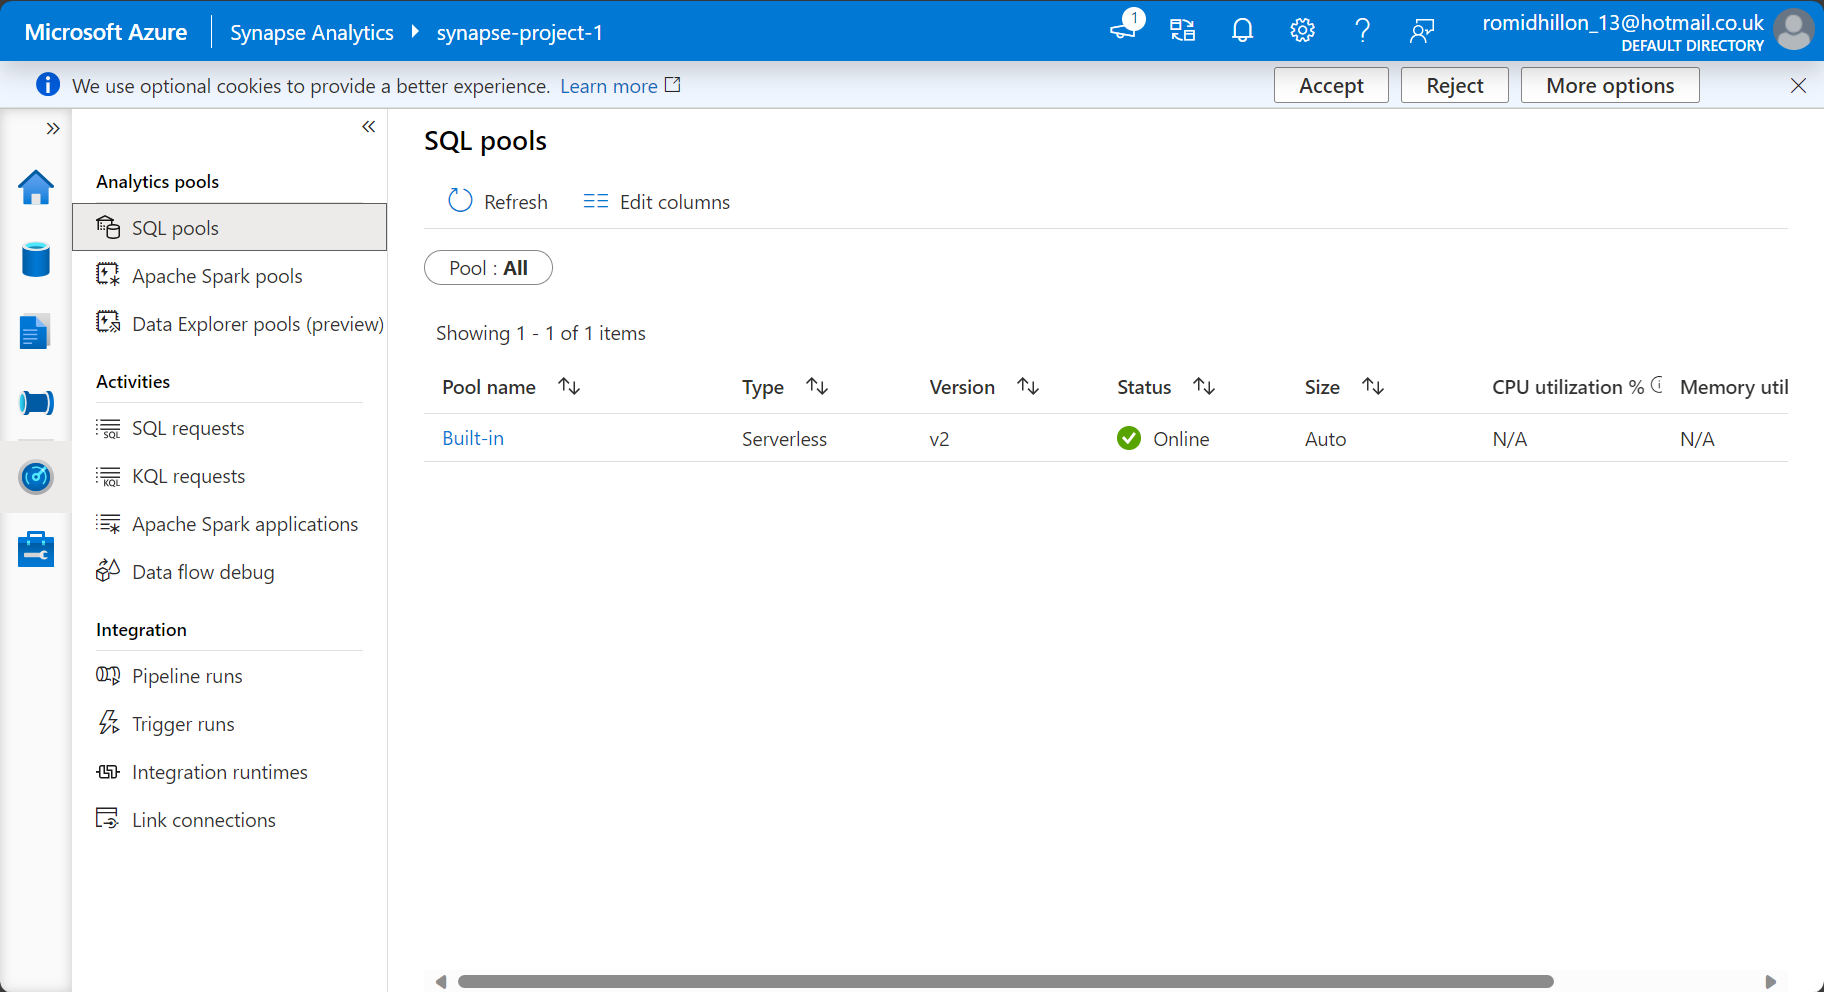 Microsoft Azure
Synapse Analytics
synapse-project-1
1
romidhillon_13@hotmail.co.uk
DEFAULT DIRECTORY
We use optional cookies to provide a better experience. Learn more
Accept
Reject
More options
Analytics pools
SQL pools
Apache Spark pools
Data Explorer pools (preview)
Activities
SQL requests
KQL requests
Apache Spark applications
Data flow debug
Integration
Pipeline runs
Trigger runs
Integration runtimes
Link connections
SQL pools
Refresh
Edit columns
Pool : All
Showing 1 - 1 of 1 items
Pool name Type Version Status Size CPU utilization % Memory util
Built-in Serverless v2 Online Auto N/A N/A